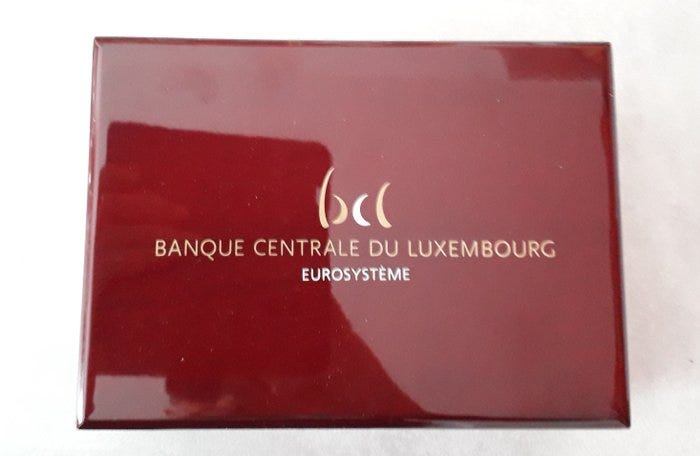 bcl
BANQUE CENTRALE DU LUXEMBOURG
EUROSYSTÈME